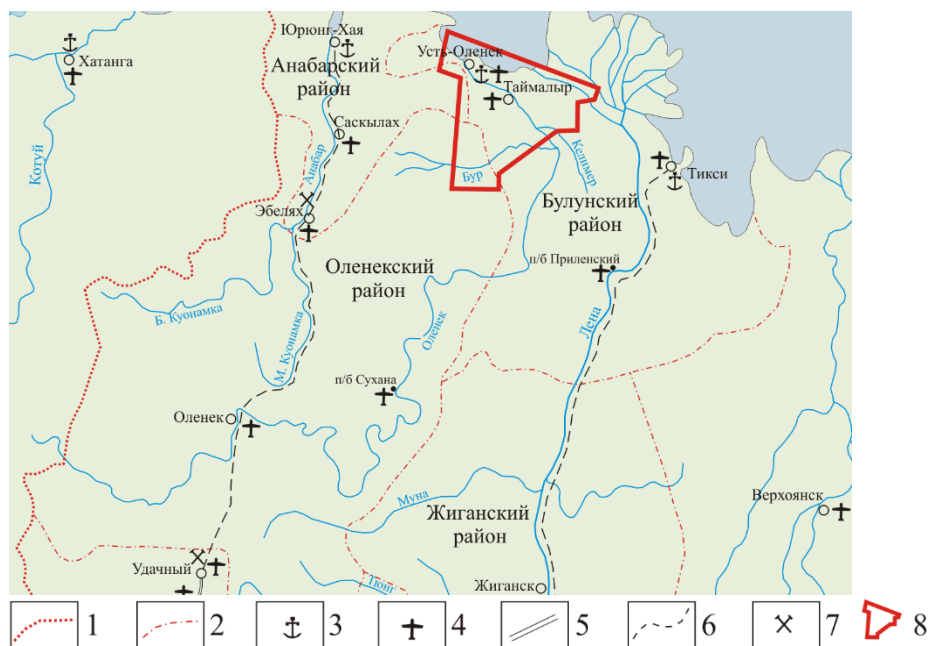 Юрюнг-Хая
Хатанга
Анабарский
район
Усть-Оленек
Таймалыр
Саскылах
Котуй
Анабар
Бур
Келимер
Тикси
Эбелях
Булунский
район
Оленекский
район
п/б Приленский
Б. Куонамка
М. Куонамка
Оленек
Лена
п/б Сухана
Оленек
Муна
Верхоянск
Жиганский
район
Удачный
Тюнг
Жиганск
1 2 3 4 5 6 7 8